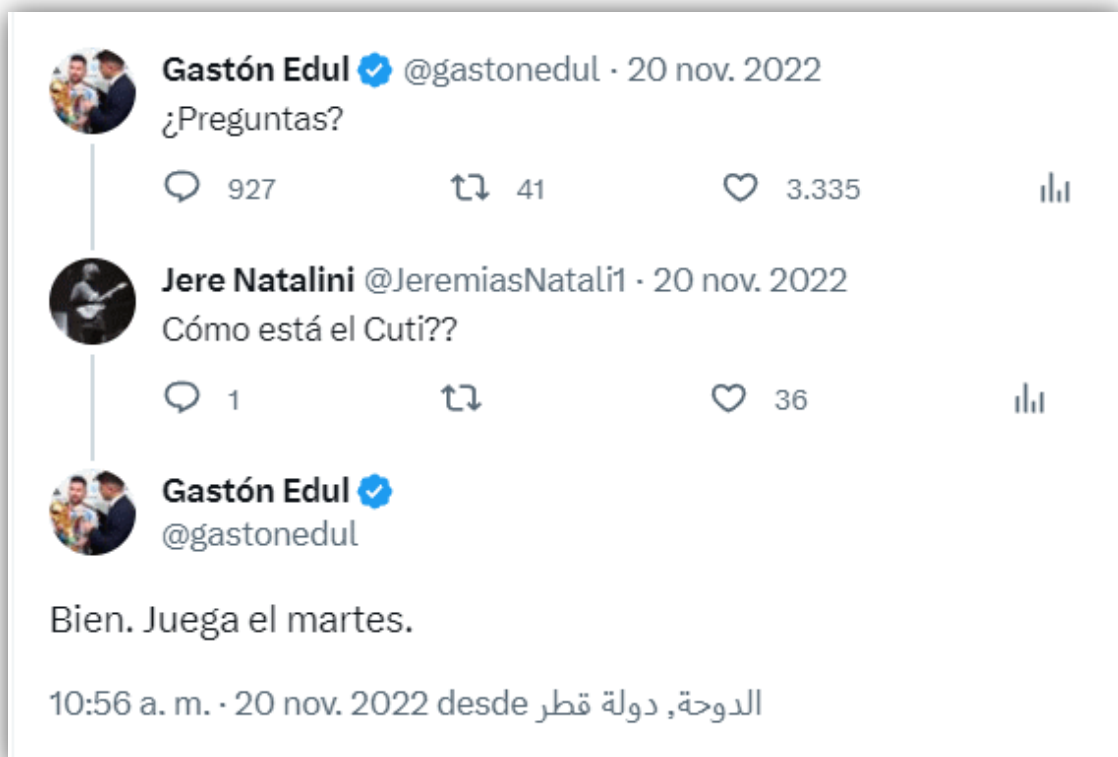 Gastón Edul @gastonedul · 20 nov. 2022
¿Preguntas?
927 41 3.335
Jere Natalini @JeremiasNatali1 · 20 nov. 2022
Cómo está el Cuti??
1 36
Gastón Edul
@gastonedul
Bien. Juega el martes.
10:56 a. m. · 20 nov. 2022 desde الدوحة, دولة قطر